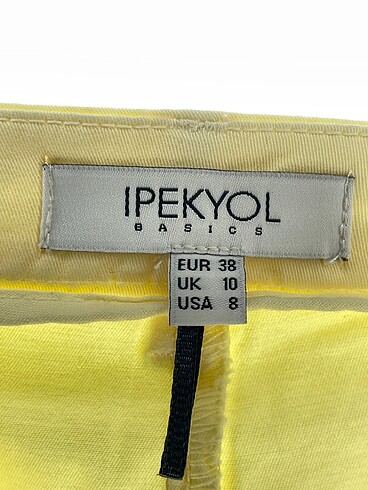 IPEKYOL
BASICS
EUR 38
UK 10
USA 8